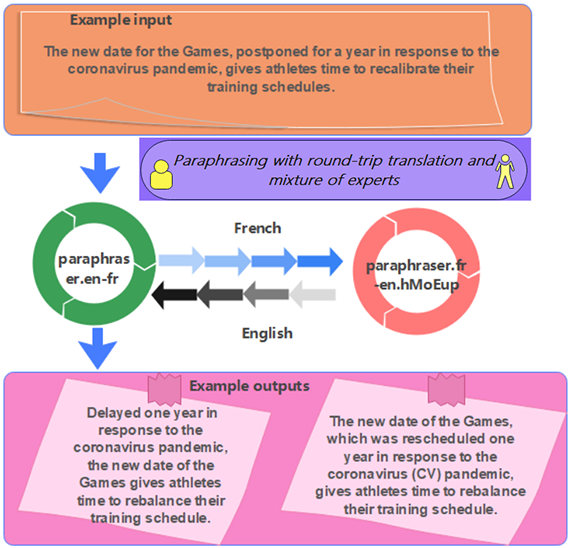 Example input
The new date for the Games, postponed for a year in response to the
coronavirus pandemic, gives athletes time to recalibrate their
training schedules.
Paraphrasing with round-trip translation and
mixture of experts
French
paraphras
er.en-fr
paraphraser.fr
-en.hMoEup
English
Example outputs
Delayed one year in
response to the
coronavirus pandemic,
the new date of the
Games gives athletes
time to rebalance their
training schedule.
The new date of the Games,
which was rescheduled one
year in response to the
coronavirus (CV) pandemic,
gives athletes time to rebalance
their training schedule.